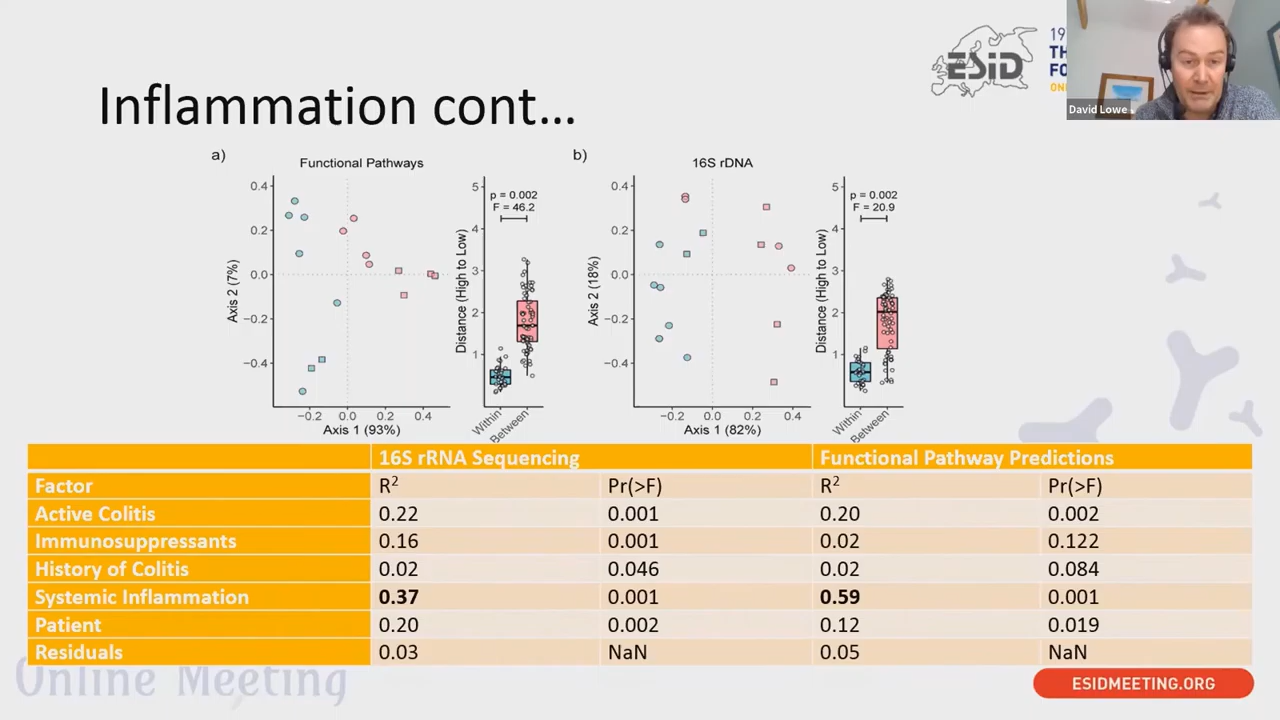 ESID
19
TH
FO
ON
David Lowe
Inflammation cont...
a)
Functional Pathways
0.4
0.2
0.0
−0.2
−0.4
Axis 2 (7%)
−0.2 0.0 0.2 0.4
Axis 1 (93%)
p = 0.002
F = 46.2
5
4
3
2
1
Distance (High to Low)
Within
Between
b)
16S rDNA
0.4
0.2
0.0
−0.2
−0.4
Axis 2 (18%)
−0.2 0.0 0.2 0.4
Axis 1 (82%)
p = 0.002
F = 20.9
5
4
3
2
1
Distance (High to Low)
Within
Between
16S rRNA Sequencing Functional Pathway Predictions
Factor R² Pr(>F) R² Pr(>F)
Active Colitis 0.22 0.001 0.20 0.002
Immunosuppressants 0.16 0.001 0.02 0.122
History of Colitis 0.02 0.046 0.02 0.084
Systemic Inflammation 0.37 0.001 0.59 0.001
Patient 0.20 0.002 0.12 0.019
Residuals 0.03 NaN 0.05 NaN
Online Meeting
ESIDMEETING.ORG